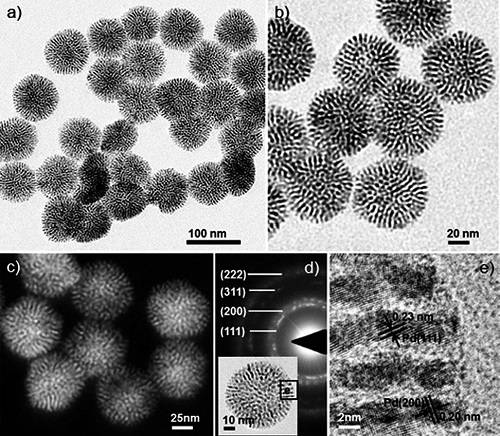 a)
100 nm
b)
20 nm
c)
25nm
d)
(222)
(311)
(200)
(111)
10 nm
e)
0.23 nm
Pd(111)
Pd(200)
0.20 nm
2nm